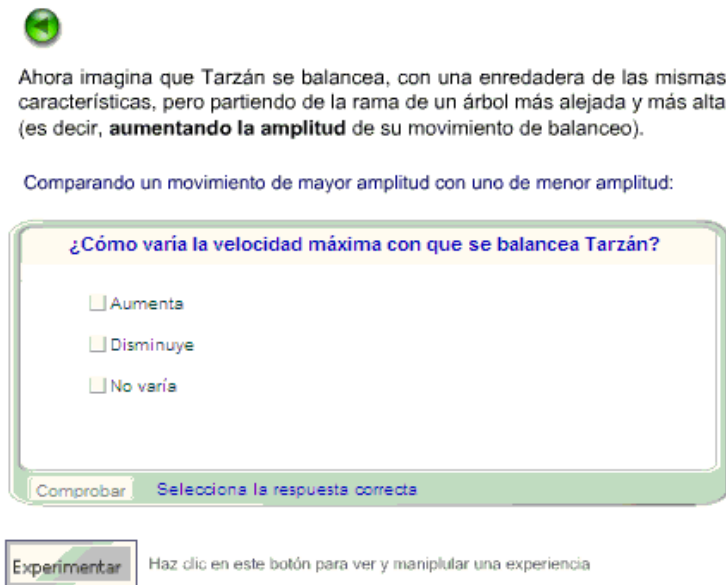 Ahora imagina que Tarzán se balancea, con una enredadera de las mismas
características, pero partiendo de la rama de un árbol más alejada y más alta
(es decir, aumentando la amplitud de su movimiento de balanceo).
Comparando un movimiento de mayor amplitud con uno de menor amplitud:
¿Cómo varía la velocidad máxima con que se balancea Tarzán?
Aumenta
Disminuye
No varía
Comprobar Selecciona la respuesta correcta
Experimentar Haz clic en este botón para ver y maniplular una experiencia